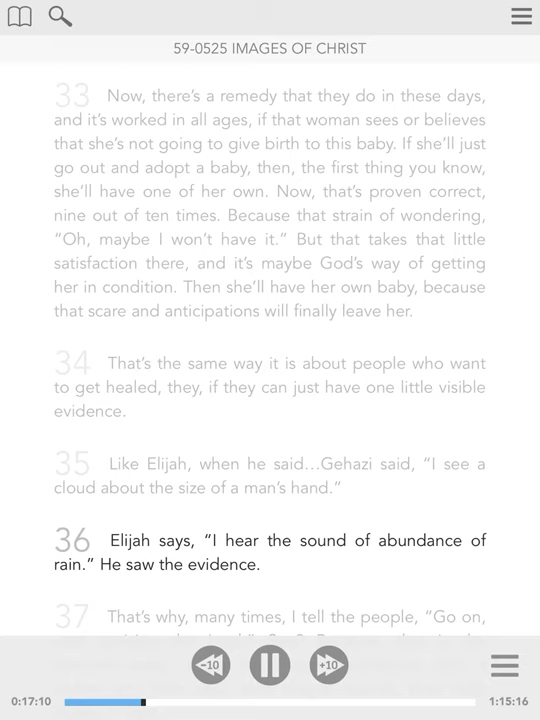 59-0525 IMAGES OF CHRIST
33 Now, there's a remedy that they do in these days,
and it's worked in all ages, if that woman sees or believes
that she's not going to give birth to this baby. If she'll just
go out and adopt a baby, then, the first thing you know,
she'll have one of her own. Now, that's proven correct,
nine out of ten times. Because that strain of wondering,
“Oh, maybe I won't have it.” But that takes that little
satisfaction there, and it's maybe God's way of getting
her in condition. Then she'll have her own baby, because
that scare and anticipations will finally leave her.
34 That's the same way it is about people who want
to get healed, they, if they can just have one little visible
evidence.
35 Like Elijah, when he said…Gehazi said, “I see a
cloud about the size of a man's hand.”
36 Elijah says, “I hear the sound of abundance of
rain.” He saw the evidence.
37 That's why, many times, I tell the people, “Go on,
-10 +10
0:17:10 1:15:16